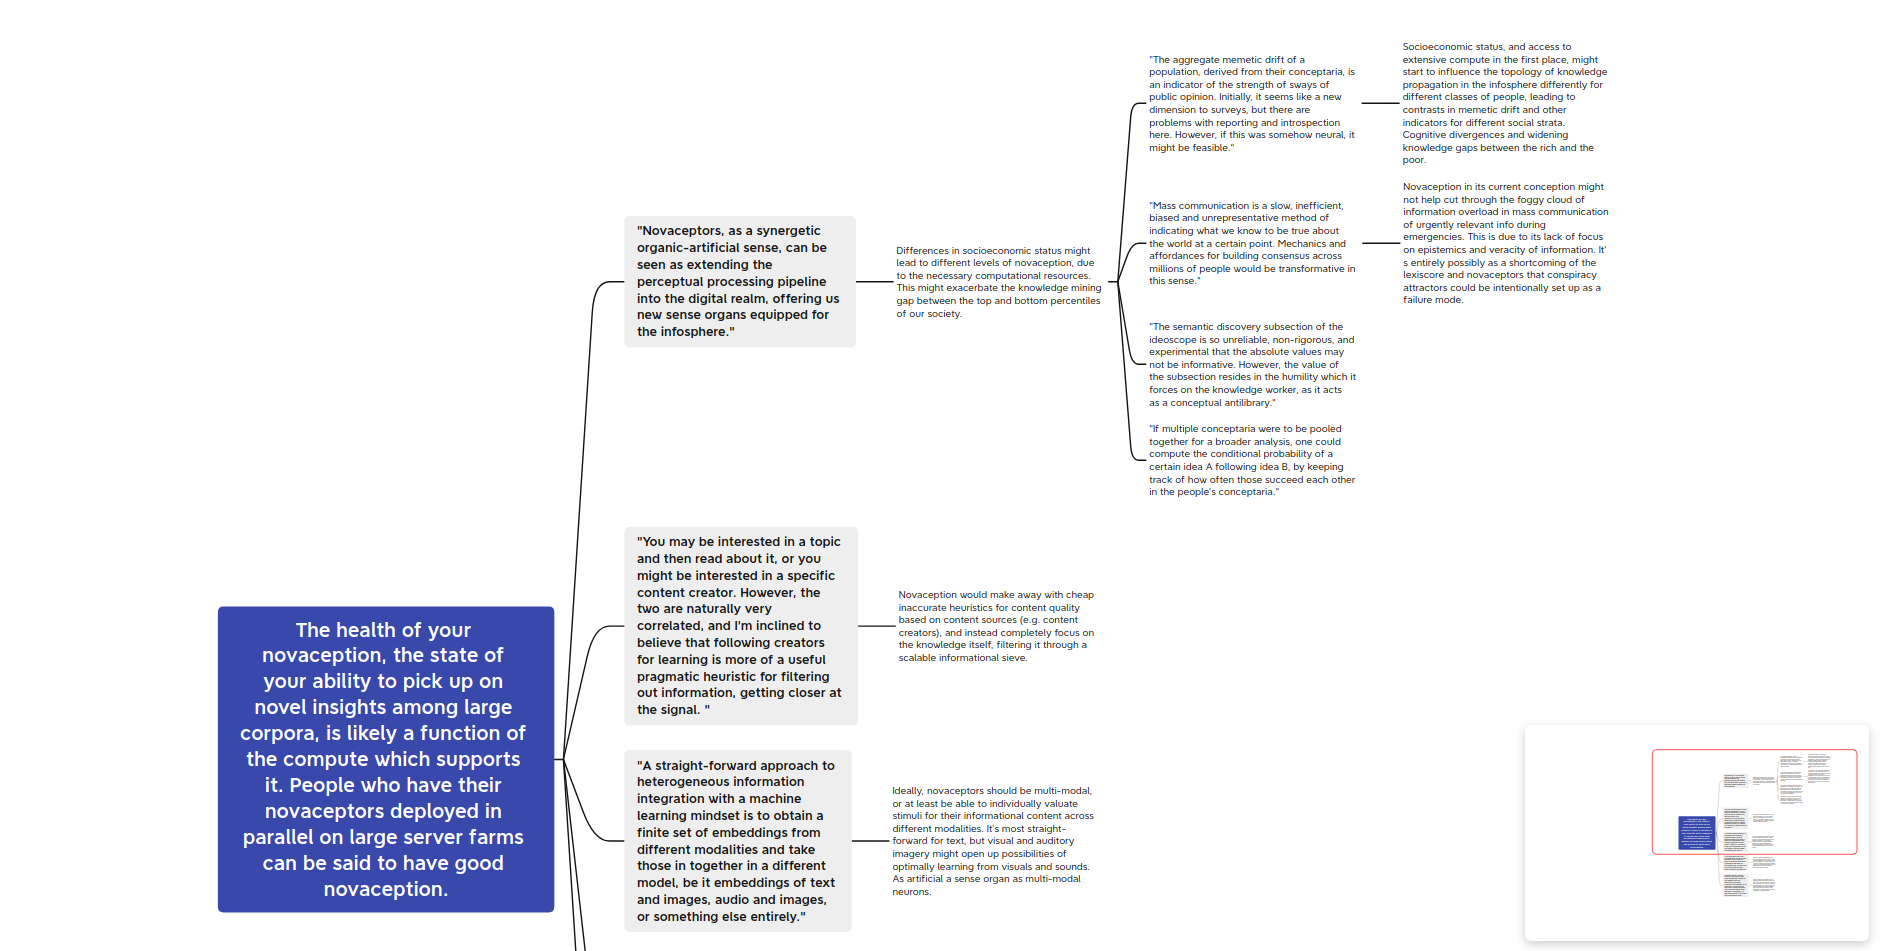 The health of your
novaception, the state of
your ability to pick up on
novel insights among large
corpora, is likely a function of
the compute which supports
it. People who have their
novaceptors deployed in
parallel on large server farms
can be said to have good
novaception.
"Novaceptors, as a synergetic
organic-artificial sense, can be
seen as extending the
perceptual processing pipeline
into the digital realm, offering us
new sense organs equipped for
the infosphere."
Differences in socioeconomic status might
lead to different levels of novaception, due
to the necessary computational resources.
This might exacerbate the knowledge mining
gap between the top and bottom percentiles
of our society.
"The aggregate memetic drift of a
population, derived from their conceptaria, is
an indicator of the strength of sways of
public opinion. Initially, it seems like a new
dimension to surveys, but there are
problems with reporting and introspection
here. However, if this was somehow neural, it
might be feasible."
Socioeconomic status, and access to
extensive compute in the first place, might
start to influence the topology of knowledge
propagation in the infosphere differently for
different classes of people, leading to
contrasts in memetic drift and other
indicators for different social strata.
Cognitive divergences and widening
knowledge gaps between the rich and the
poor.
"Mass communication is a slow, inefficient,
biased and unrepresentative method of
indicating what we know to be true about
the world at a certain point. Mechanics and
affordances for building consensus across
millions of people would be transformative in
this sense."
Novaception in its current conception might
not help cut through the foggy cloud of
information overload in mass communication
of urgently relevant info during
emergencies. This is due to its lack of focus
on epistemics and veracity of information. It'
s entirely possibly as a shortcoming of the
lexiscore and novaceptors that conspiracy
attractors could be intentionally set up as a
failure mode.
"The semantic discovery subsection of the
ideoscope is so unreliable, non-rigorous, and
experimental that the absolute values may
not be informative. However, the value of
the subsection resides in the humility which it
forces on the knowledge worker, as it acts
as a conceptual antilibrary."
"If multiple conceptaria were to be pooled
together for a broader analysis, one could
compute the conditional probability of a
certain idea A following idea B, by keeping
track of how often those succeed each other
in the people's conceptaria."
"You may be interested in a topic
and then read about it, or you
might be interested in a specific
content creator. However, the
two are naturally very
correlated, and I'm inclined to
believe that following creators
for learning is more of a useful
pragmatic heuristic for filtering
out information, getting closer at
the signal. "
Novaception would make away with cheap
inaccurate heuristics for content quality
based on content sources (e.g. content
creators), and instead completely focus on
the knowledge itself, filtering it through a
scalable informational sieve.
"A straight-forward approach to
heterogeneous information
integration with a machine
learning mindset is to obtain a
finite set of embeddings from
different modalities and take
those in together in a different
model, be it embeddings of text
and images, audio and images,
or something else entirely."
Ideally, novaceptors should be multi-modal,
or at least be able to individually valuate
stimuli for their informational content across
different modalities. It's most straight-
forward for text, but visual and auditory
imagery might open up possibilities of
optimally learning from visuals and sounds.
As artificial a sense organ as multi-modal
neurons.